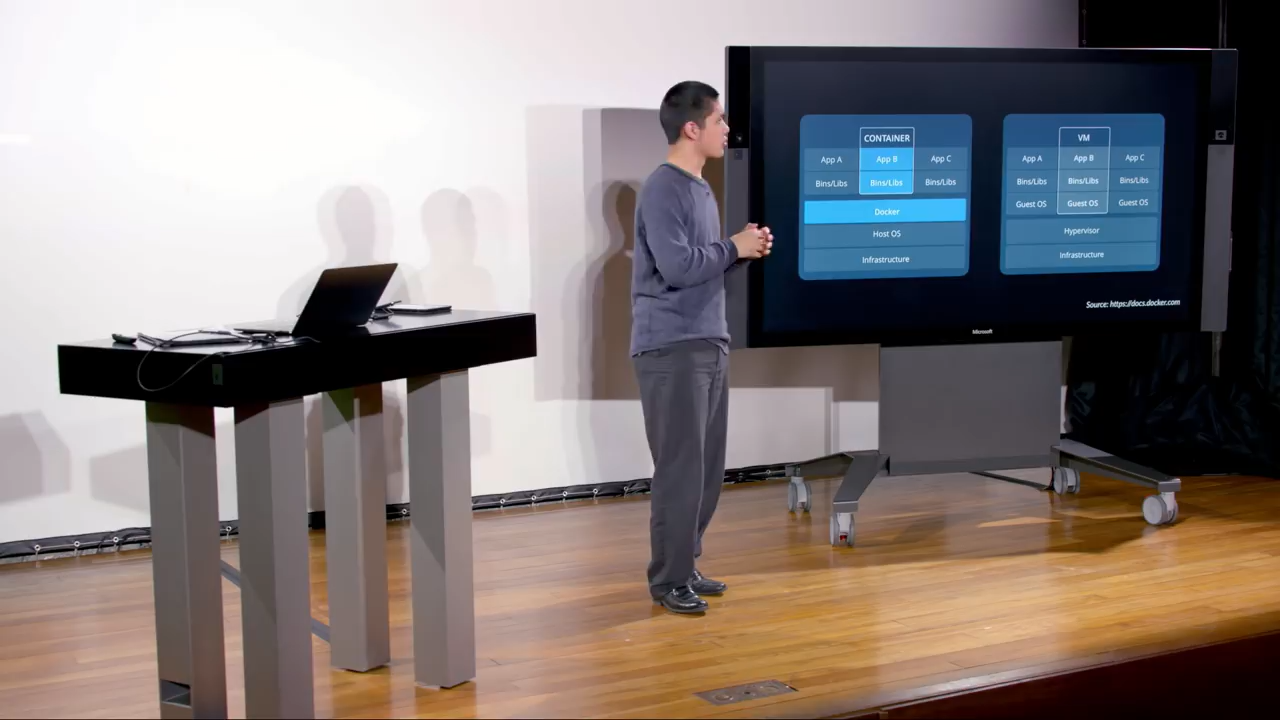 CONTAINER
App A App B App C
Bins/Libs Bins/Libs Bins/Libs
Docker
Host OS
Infrastructure
VM
App A App B App C
Bins/Libs Bins/Libs Bins/Libs
Guest OS Guest OS Guest OS
Hypervisor
Infrastructure
Source: https://docs.docker.com
Microsoft